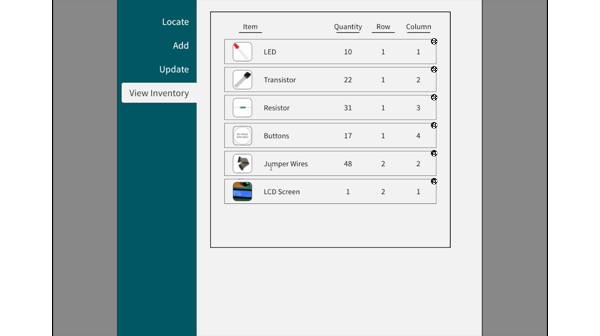 Locate
Add
Update
View Inventory
Item Quantity Row Column
LED 10 1 1
Transistor 22 1 2
Resistor 31 1 3
Buttons 17 1 4
Jumper Wires 48 2 2
LCD Screen 1 2 1